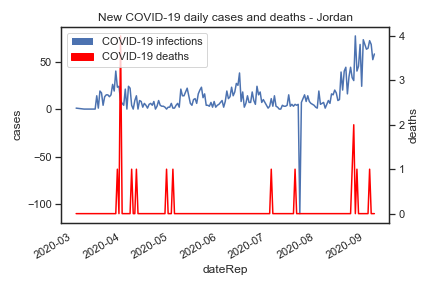 New COVID-19 daily cases and deaths - Jordan
COVID-19 infections
COVID-19 deaths
cases
50
0
−50
−100
deaths
4
3
2
1
0
2020-03
2020-04
2020-05
2020-06
2020-07
2020-08
2020-09
dateRep